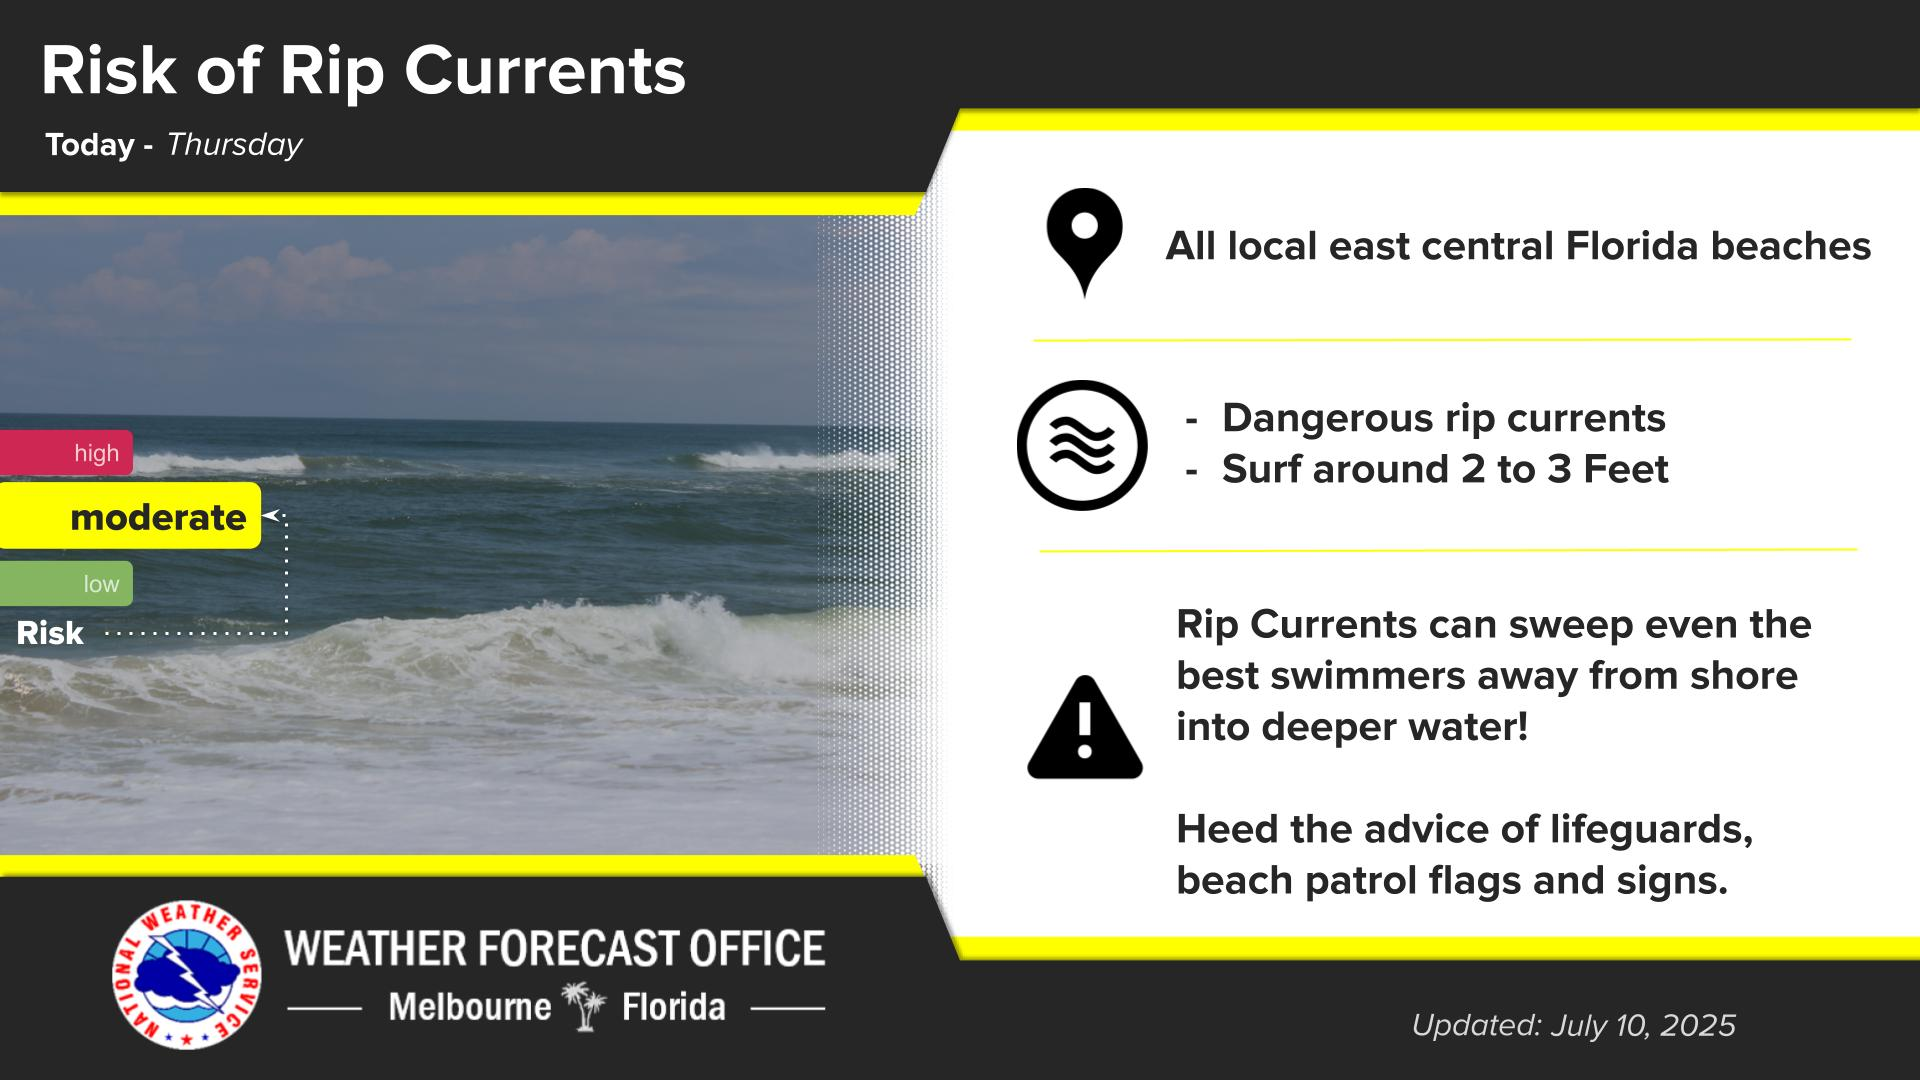 Risk of Rip Currents
Today - Thursday
high
moderate
low
Risk
All local east central Florida beaches
- Dangerous rip currents
- Surf around 2 to 3 Feet
Rip Currents can sweep even the
best swimmers away from shore
into deeper water!
Heed the advice of lifeguards,
beach patrol flags and signs.
NATIONAL WEATHER SERVICE
WEATHER FORECAST OFFICE
Melbourne Florida
Updated: July 10, 2025